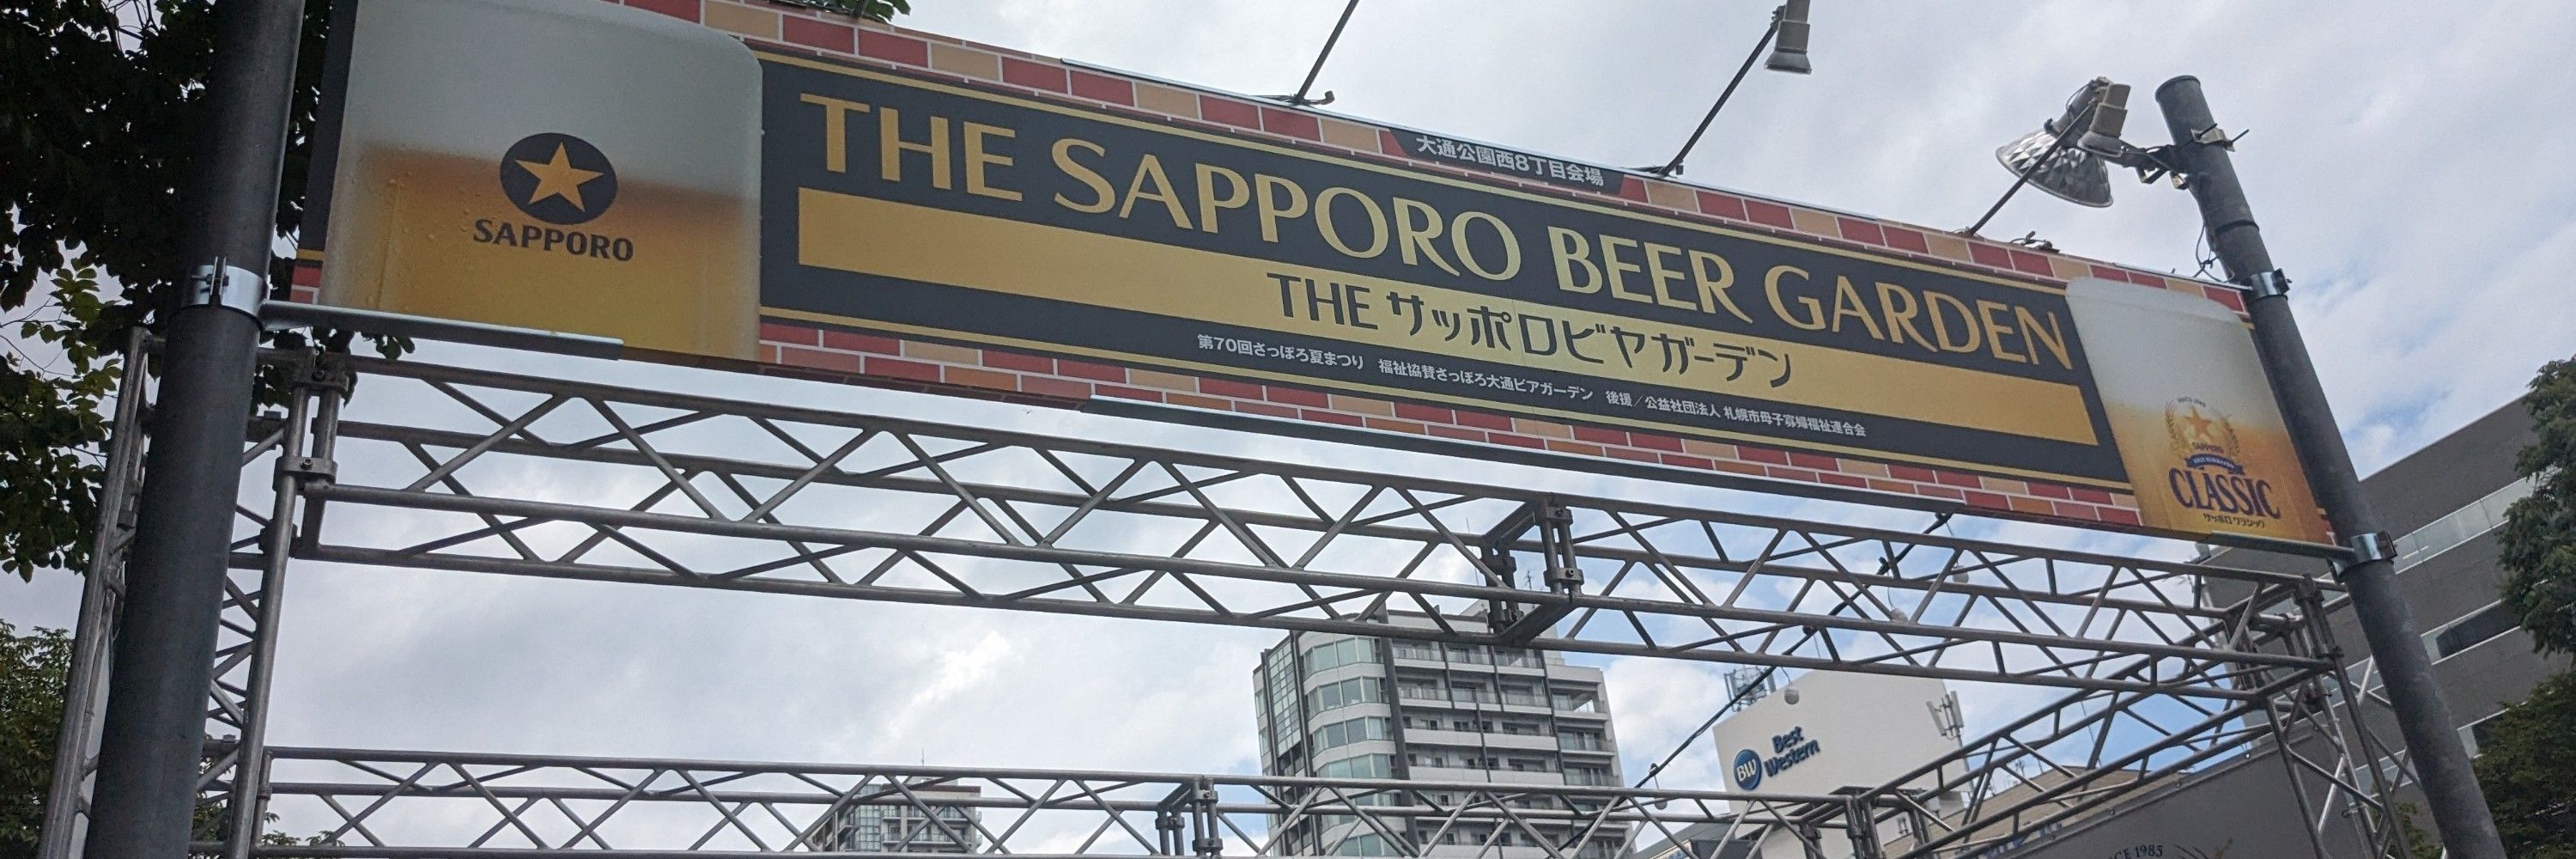 大通公園西8丁目会場
SAPPORO
THE SAPPORO BEER GARDEN
THE サッポロビヤガーデン
第70回さっぽろ夏まつり 福祉協賛さっぽろ大通ビアガーデン 後援／公益社団法人 札幌市母子寡婦福祉連合会
SAPPORO
CLASSIC
サッポロ クラシック
BW
Best
Western
CE 1985